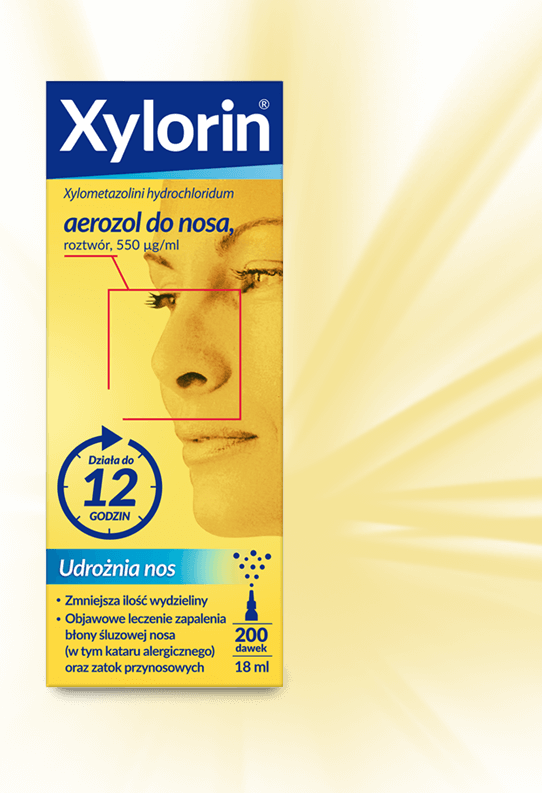 Xylorin®
Xylometazolini hydrochloridum
aerozol do nosa,
roztwór, 550 µg/ml
Działa do
12
GODZIN
Udrożnia nos
• Zmniejsza ilość wydzieliny
• Objawowe leczenie zapalenia
błony śluzowej nosa
(w tym kataru alergicznego)
oraz zatok przynosowych
200
dawek
18 ml